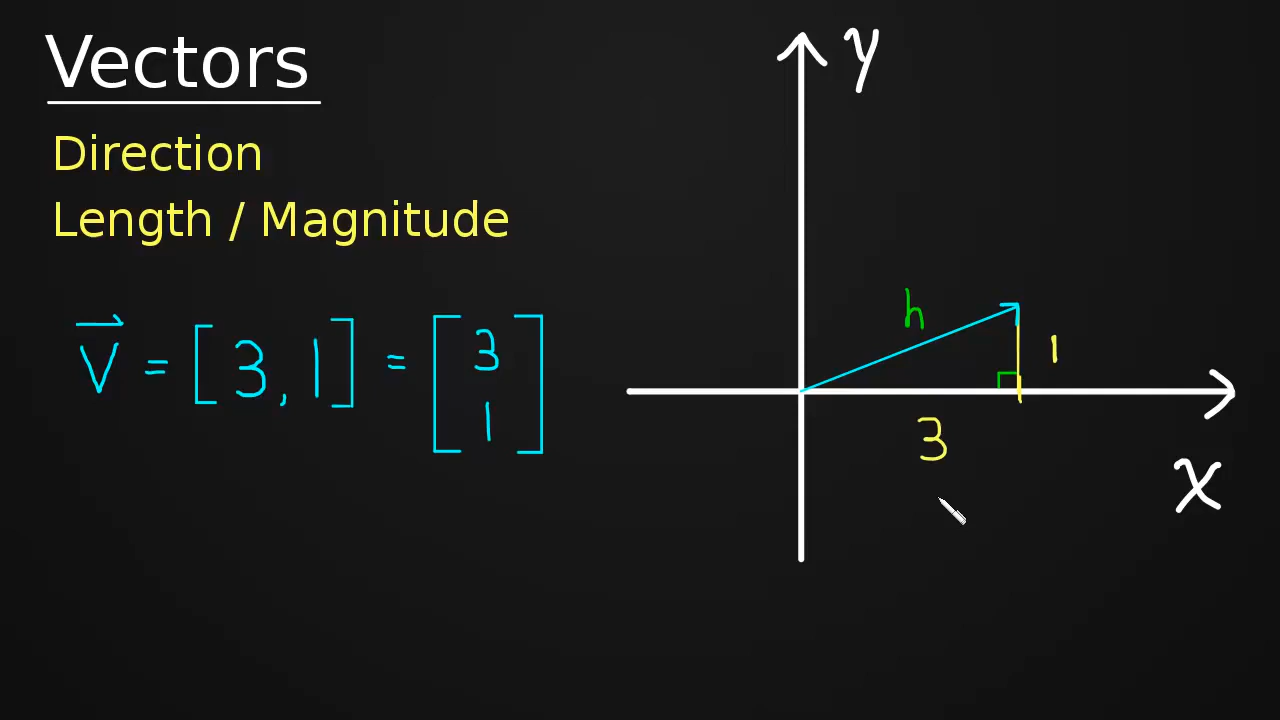 Vectors
Direction
Length / Magnitude
V = [3, 1] = [3
1]
y
h
1
3
x